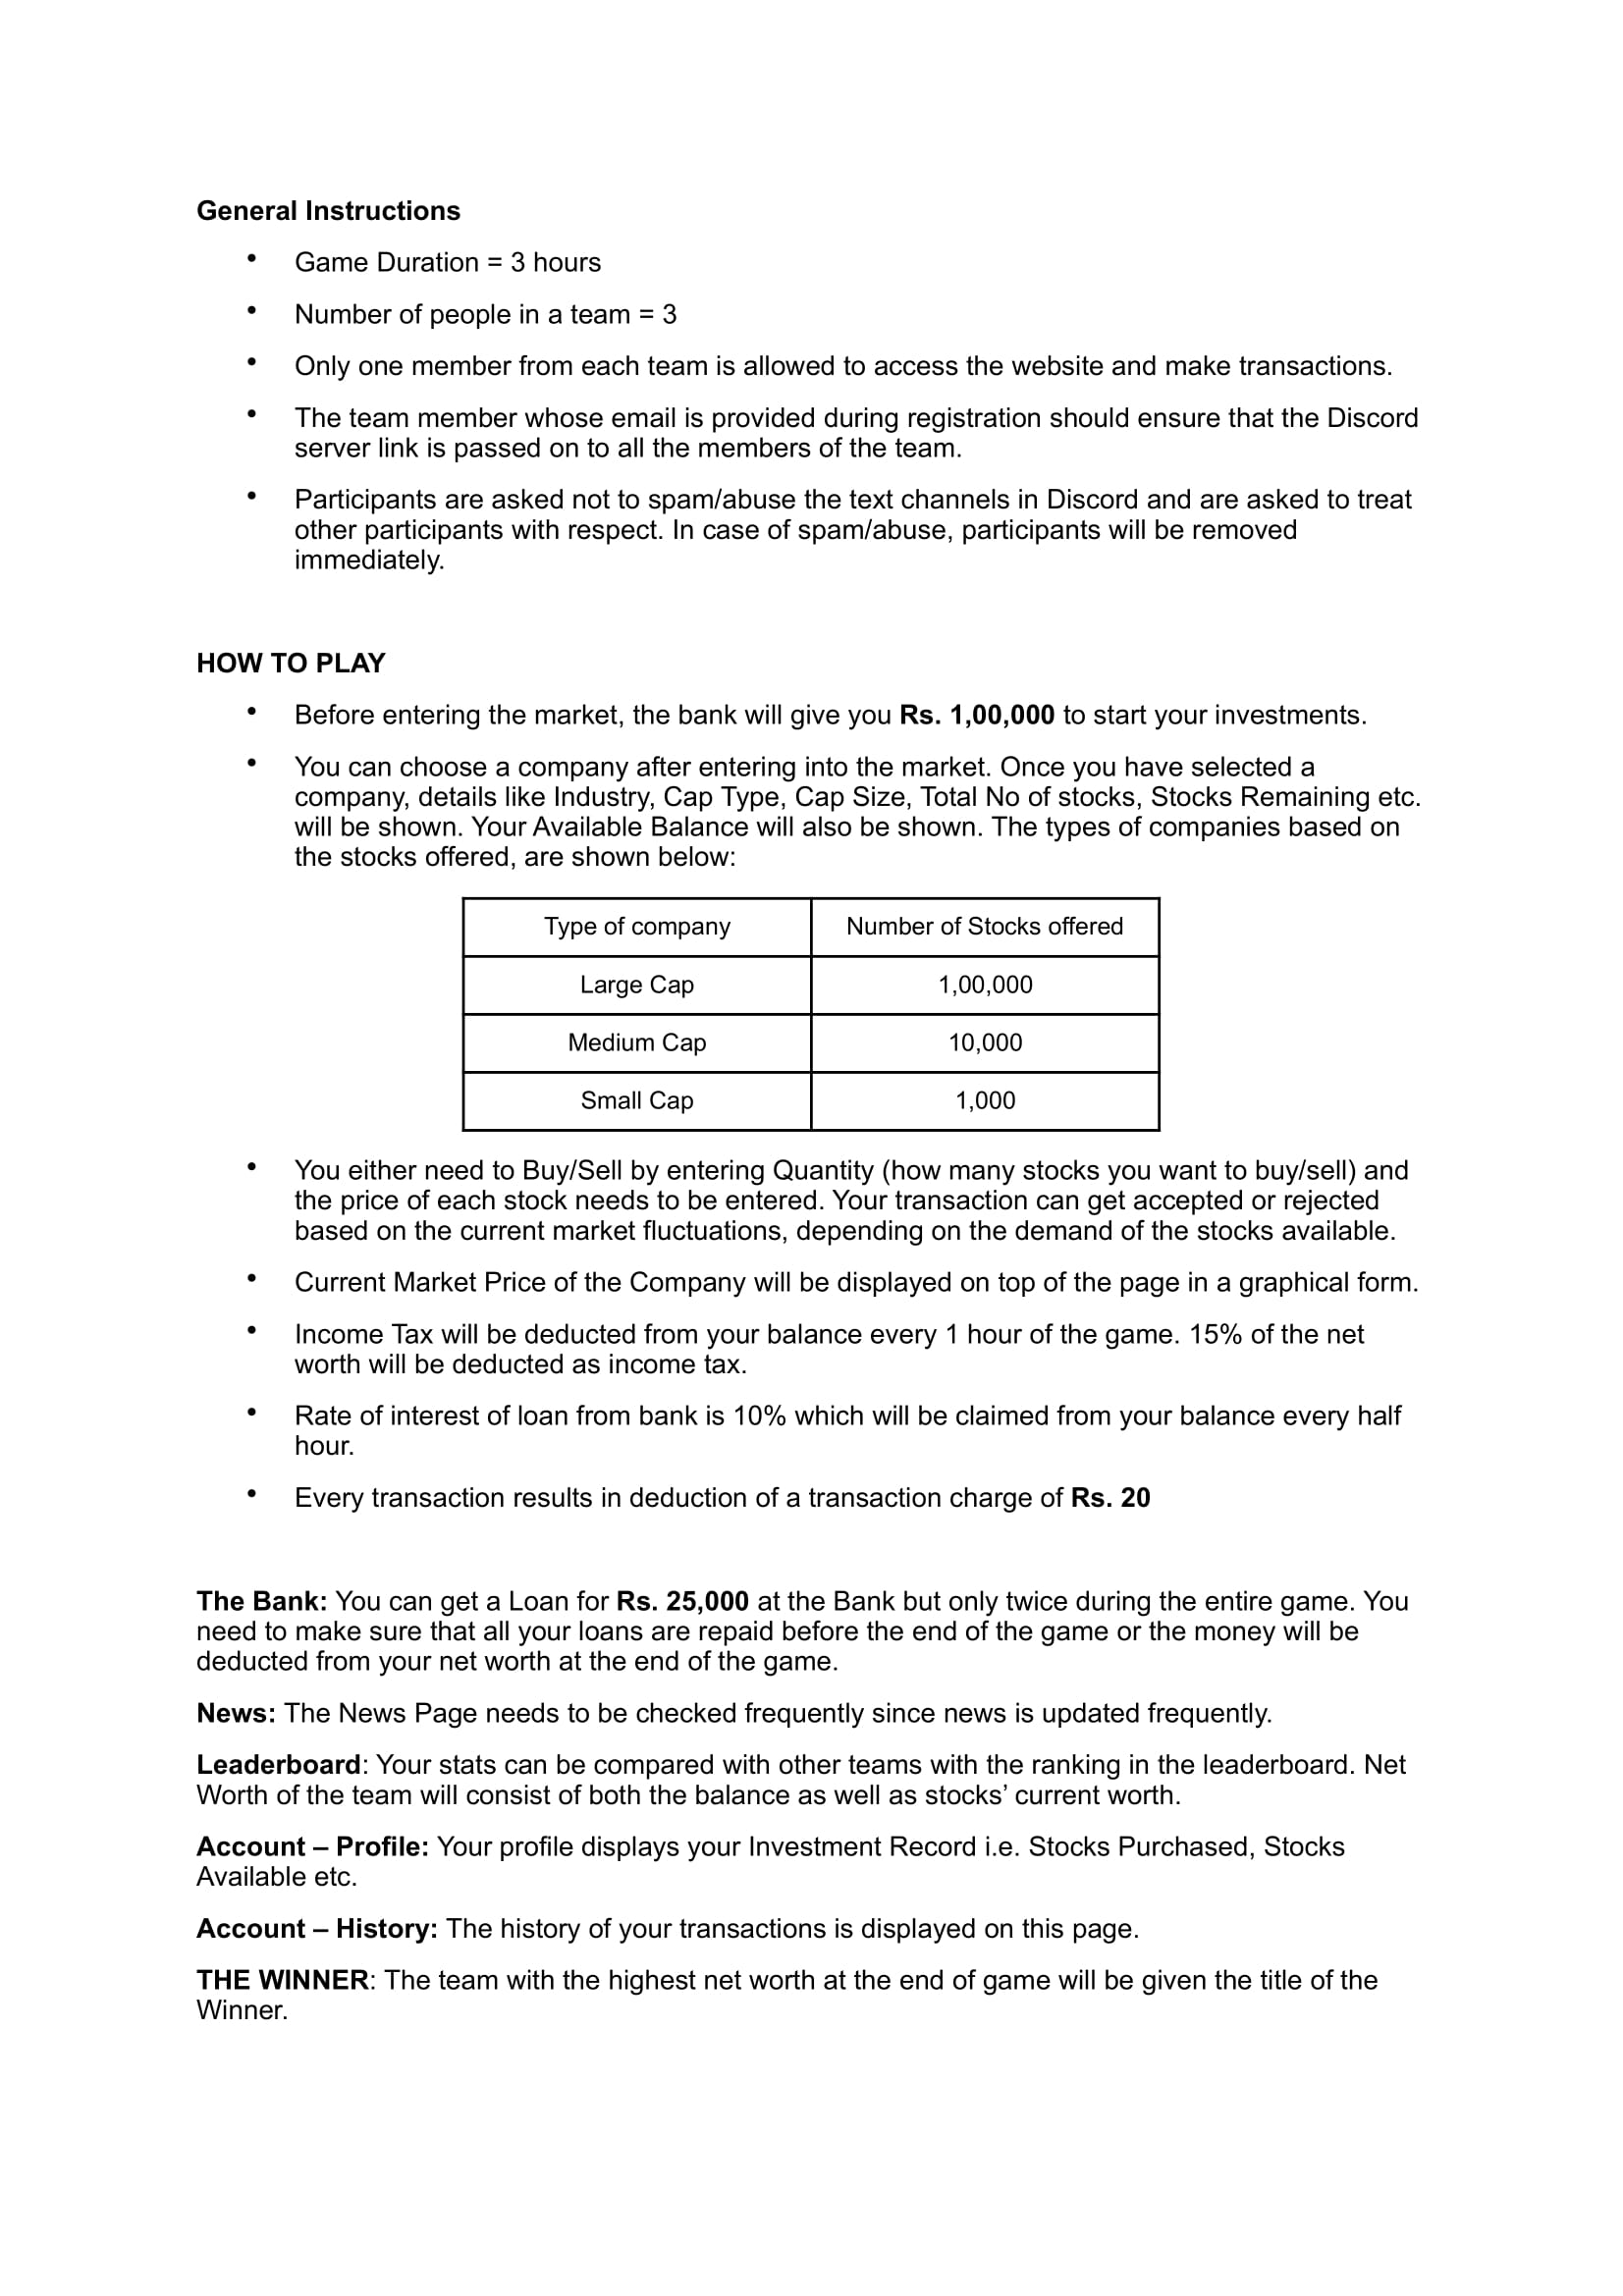 General Instructions
• Game Duration = 3 hours
• Number of people in a team = 3
• Only one member from each team is allowed to access the website and make transactions.
• The team member whose email is provided during registration should ensure that the Discord
server link is passed on to all the members of the team.
• Participants are asked not to spam/abuse the text channels in Discord and are asked to treat
other participants with respect. In case of spam/abuse, participants will be removed
immediately.
HOW TO PLAY
• Before entering the market, the bank will give you Rs. 1,00,000 to start your investments.
• You can choose a company after entering into the market. Once you have selected a
company, details like Industry, Cap Type, Cap Size, Total No of stocks, Stocks Remaining etc.
will be shown. Your Available Balance will also be shown. The types of companies based on
the stocks offered, are shown below:
Type of company Number of Stocks offered
Large Cap 1,00,000
Medium Cap 10,000
Small Cap 1,000
• You either need to Buy/Sell by entering Quantity (how many stocks you want to buy/sell) and
the price of each stock needs to be entered. Your transaction can get accepted or rejected
based on the current market fluctuations, depending on the demand of the stocks available.
• Current Market Price of the Company will be displayed on top of the page in a graphical form.
• Income Tax will be deducted from your balance every 1 hour of the game. 15% of the net
worth will be deducted as income tax.
• Rate of interest of loan from bank is 10% which will be claimed from your balance every half
hour.
• Every transaction results in deduction of a transaction charge of Rs. 20
The Bank: You can get a Loan for Rs. 25,000 at the Bank but only twice during the entire game. You
need to make sure that all your loans are repaid before the end of the game or the money will be
deducted from your net worth at the end of the game.
News: The News Page needs to be checked frequently since news is updated frequently.
Leaderboard: Your stats can be compared with other teams with the ranking in the leaderboard. Net
Worth of the team will consist of both the balance as well as stocks’ current worth.
Account – Profile: Your profile displays your Investment Record i.e. Stocks Purchased, Stocks
Available etc.
Account – History: The history of your transactions is displayed on this page.
THE WINNER: The team with the highest net worth at the end of game will be given the title of the
Winner.